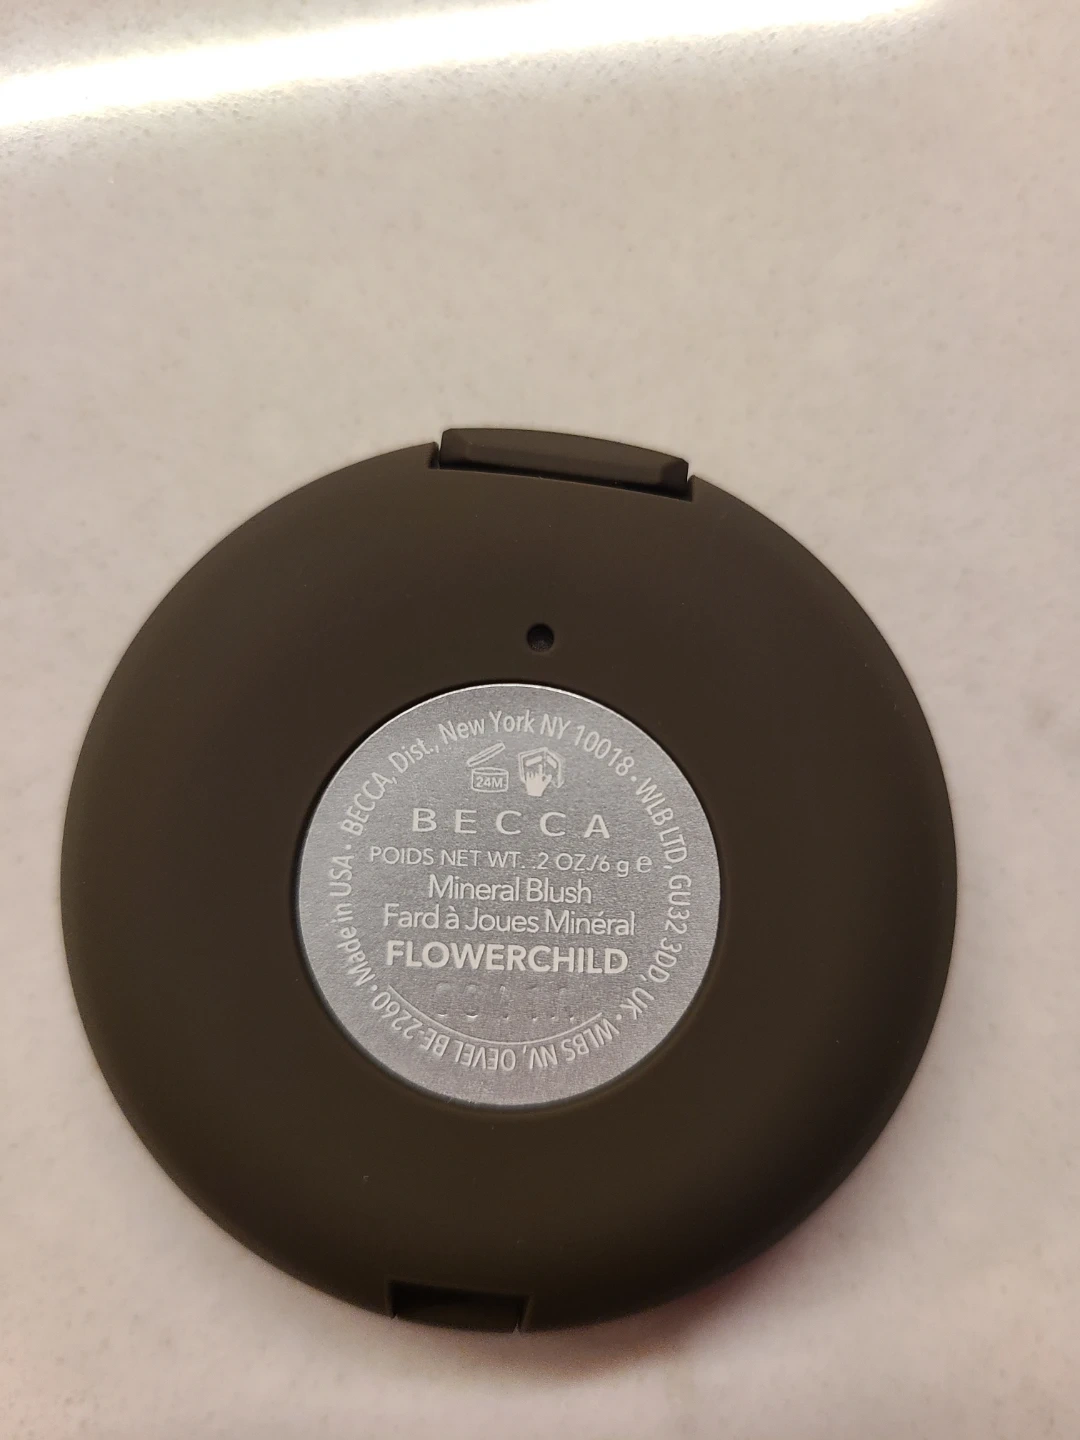 BECCA, Dist., New York NY 10018 • WLB LTD, GU32 3DD, UK • WLBS NV, OEVEL BE-2260 • Made in USA •
24M
BECCA
POIDS NET WT. .2 OZ./6 g e
Mineral Blush
Fard à Joues Minéral
FLOWERCHILD